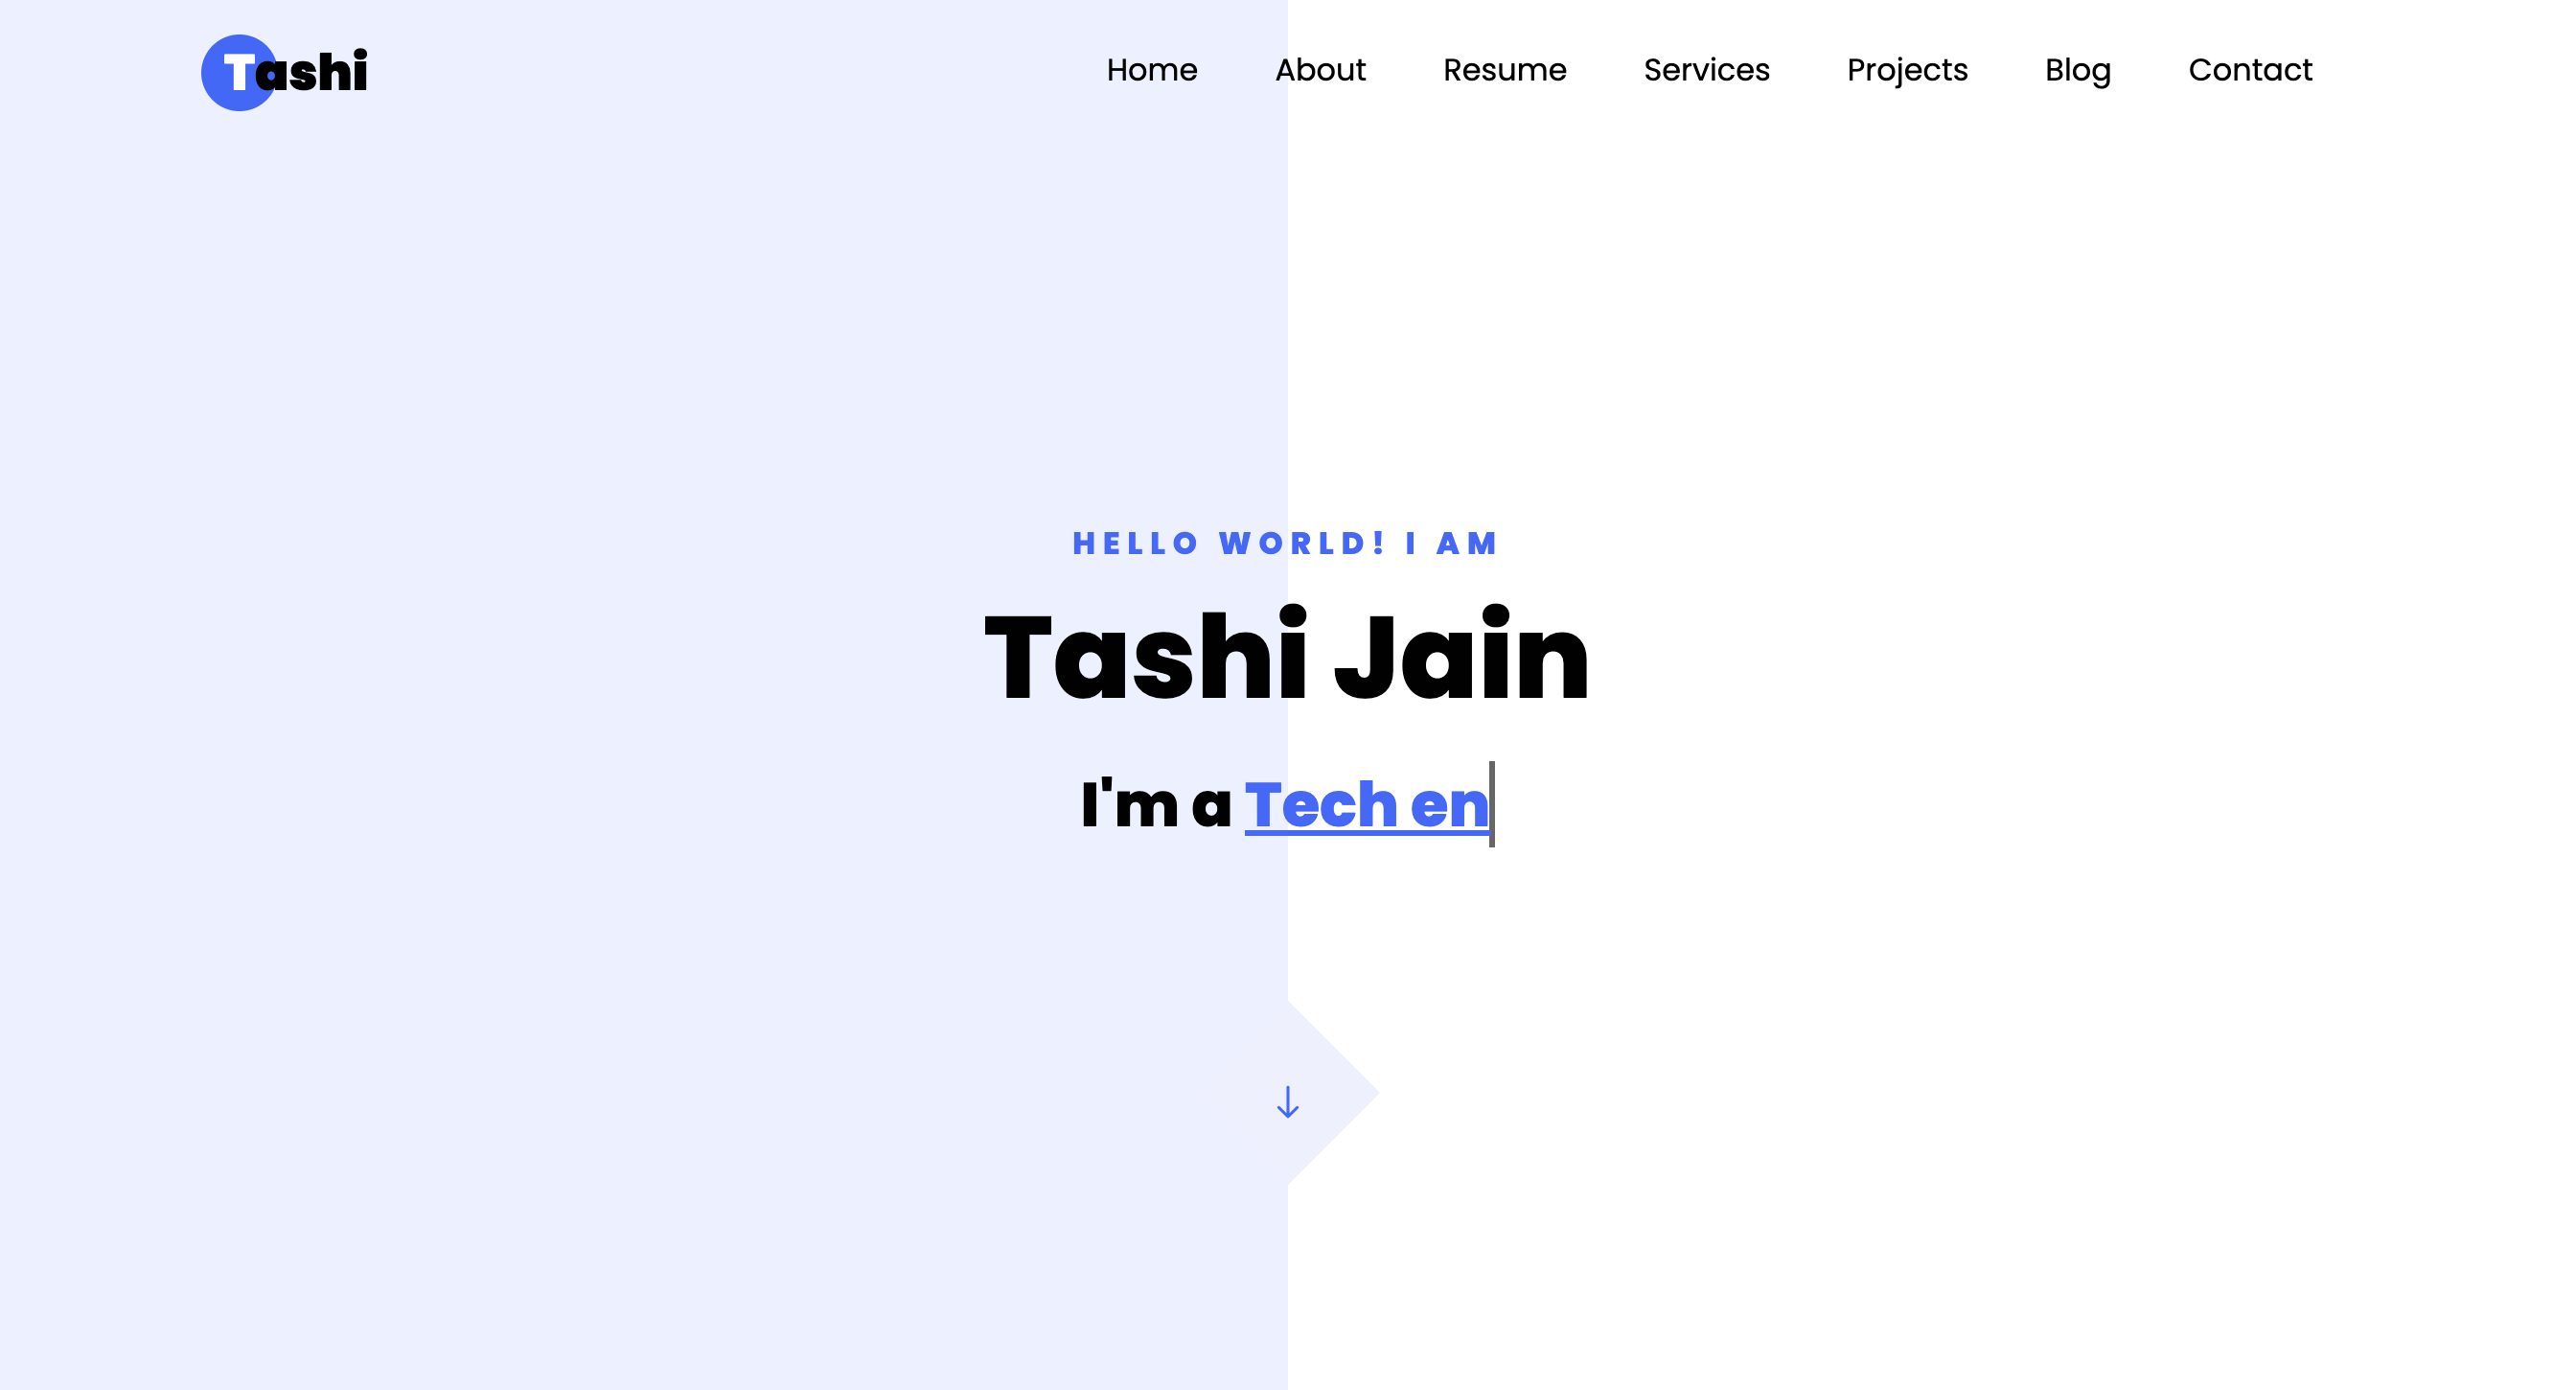 Tashi
Home About Resume Services Projects Blog Contact
HELLO WORLD! I AM
Tashi Jain
I'm a Tech en